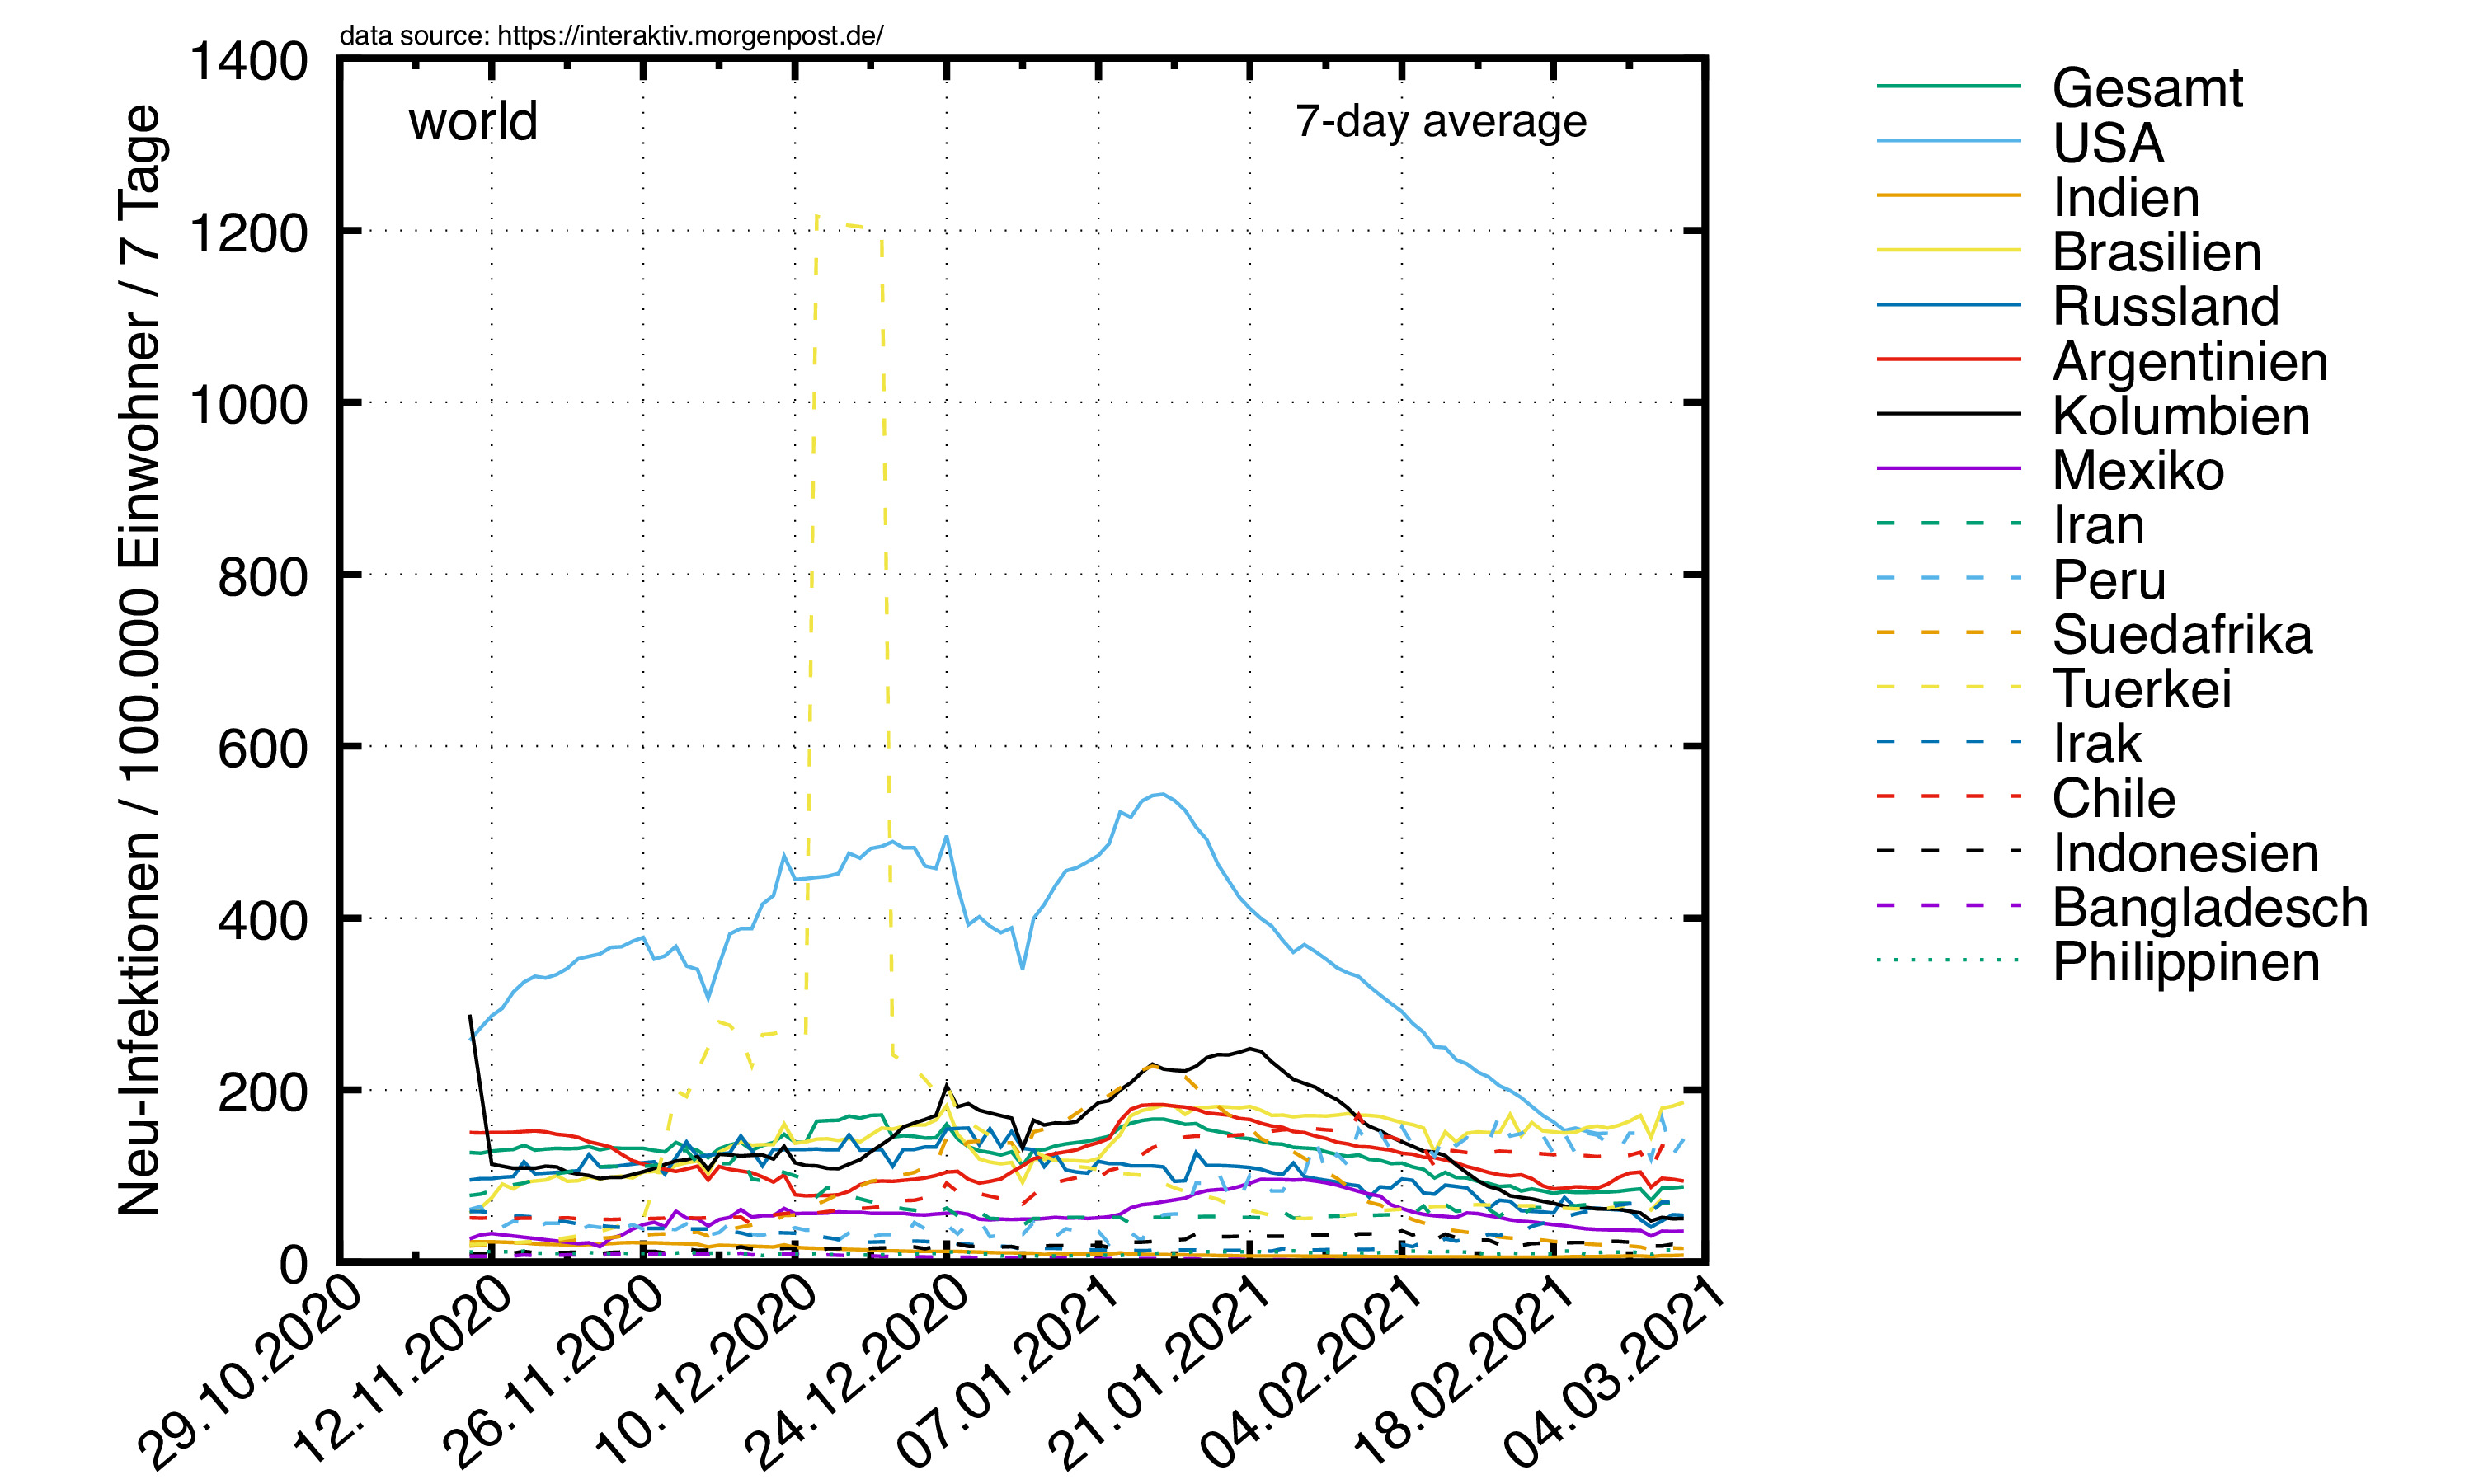 data source: https://interaktiv.morgenpost.de/
world
7-day average
Neu-Infektionen / 100.000 Einwohner / 7 Tage
1400
1200
1000
800
600
400
200
0
29.10.2020
12.11.2020
26.11.2020
10.12.2020
24.12.2020
07.01.2021
21.01.2021
04.02.2021
18.02.2021
04.03.2021
Gesamt
USA
Indien
Brasilien
Russland
Argentinien
Kolumbien
Mexiko
Iran
Peru
Suedafrika
Tuerkei
Irak
Chile
Indonesien
Bangladesch
Philippinen